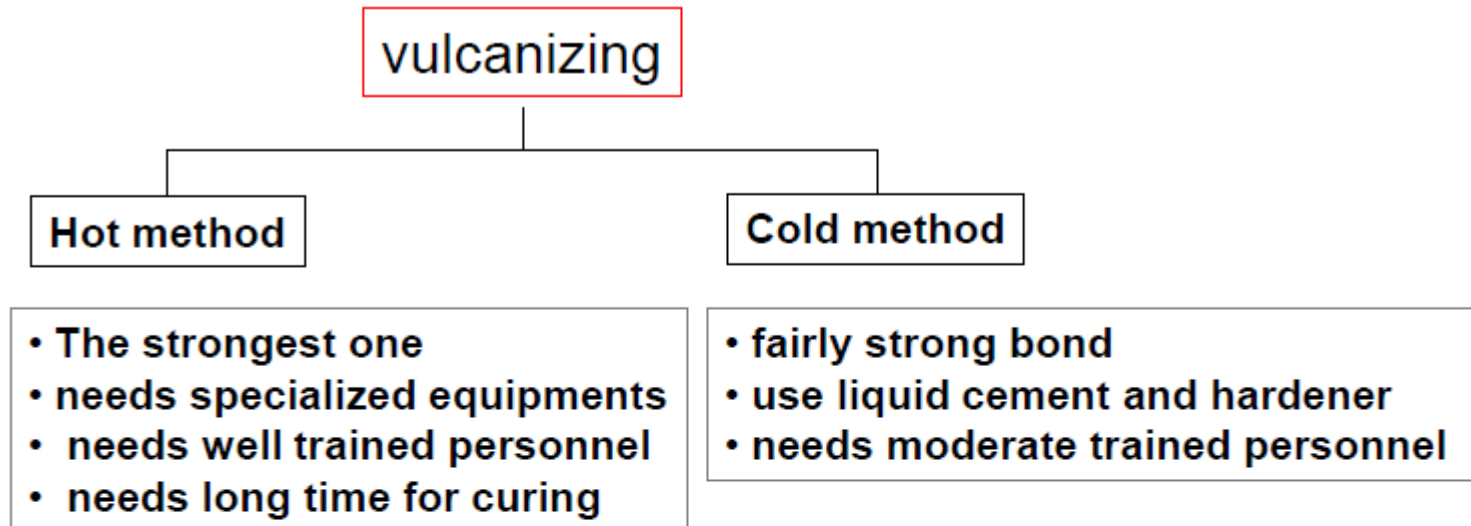 vulcanizing
Hot method
Cold method
• The strongest one
• needs specialized equipments
• needs well trained personnel
• needs long time for curing
• fairly strong bond
• use liquid cement and hardener
• needs moderate trained personnel